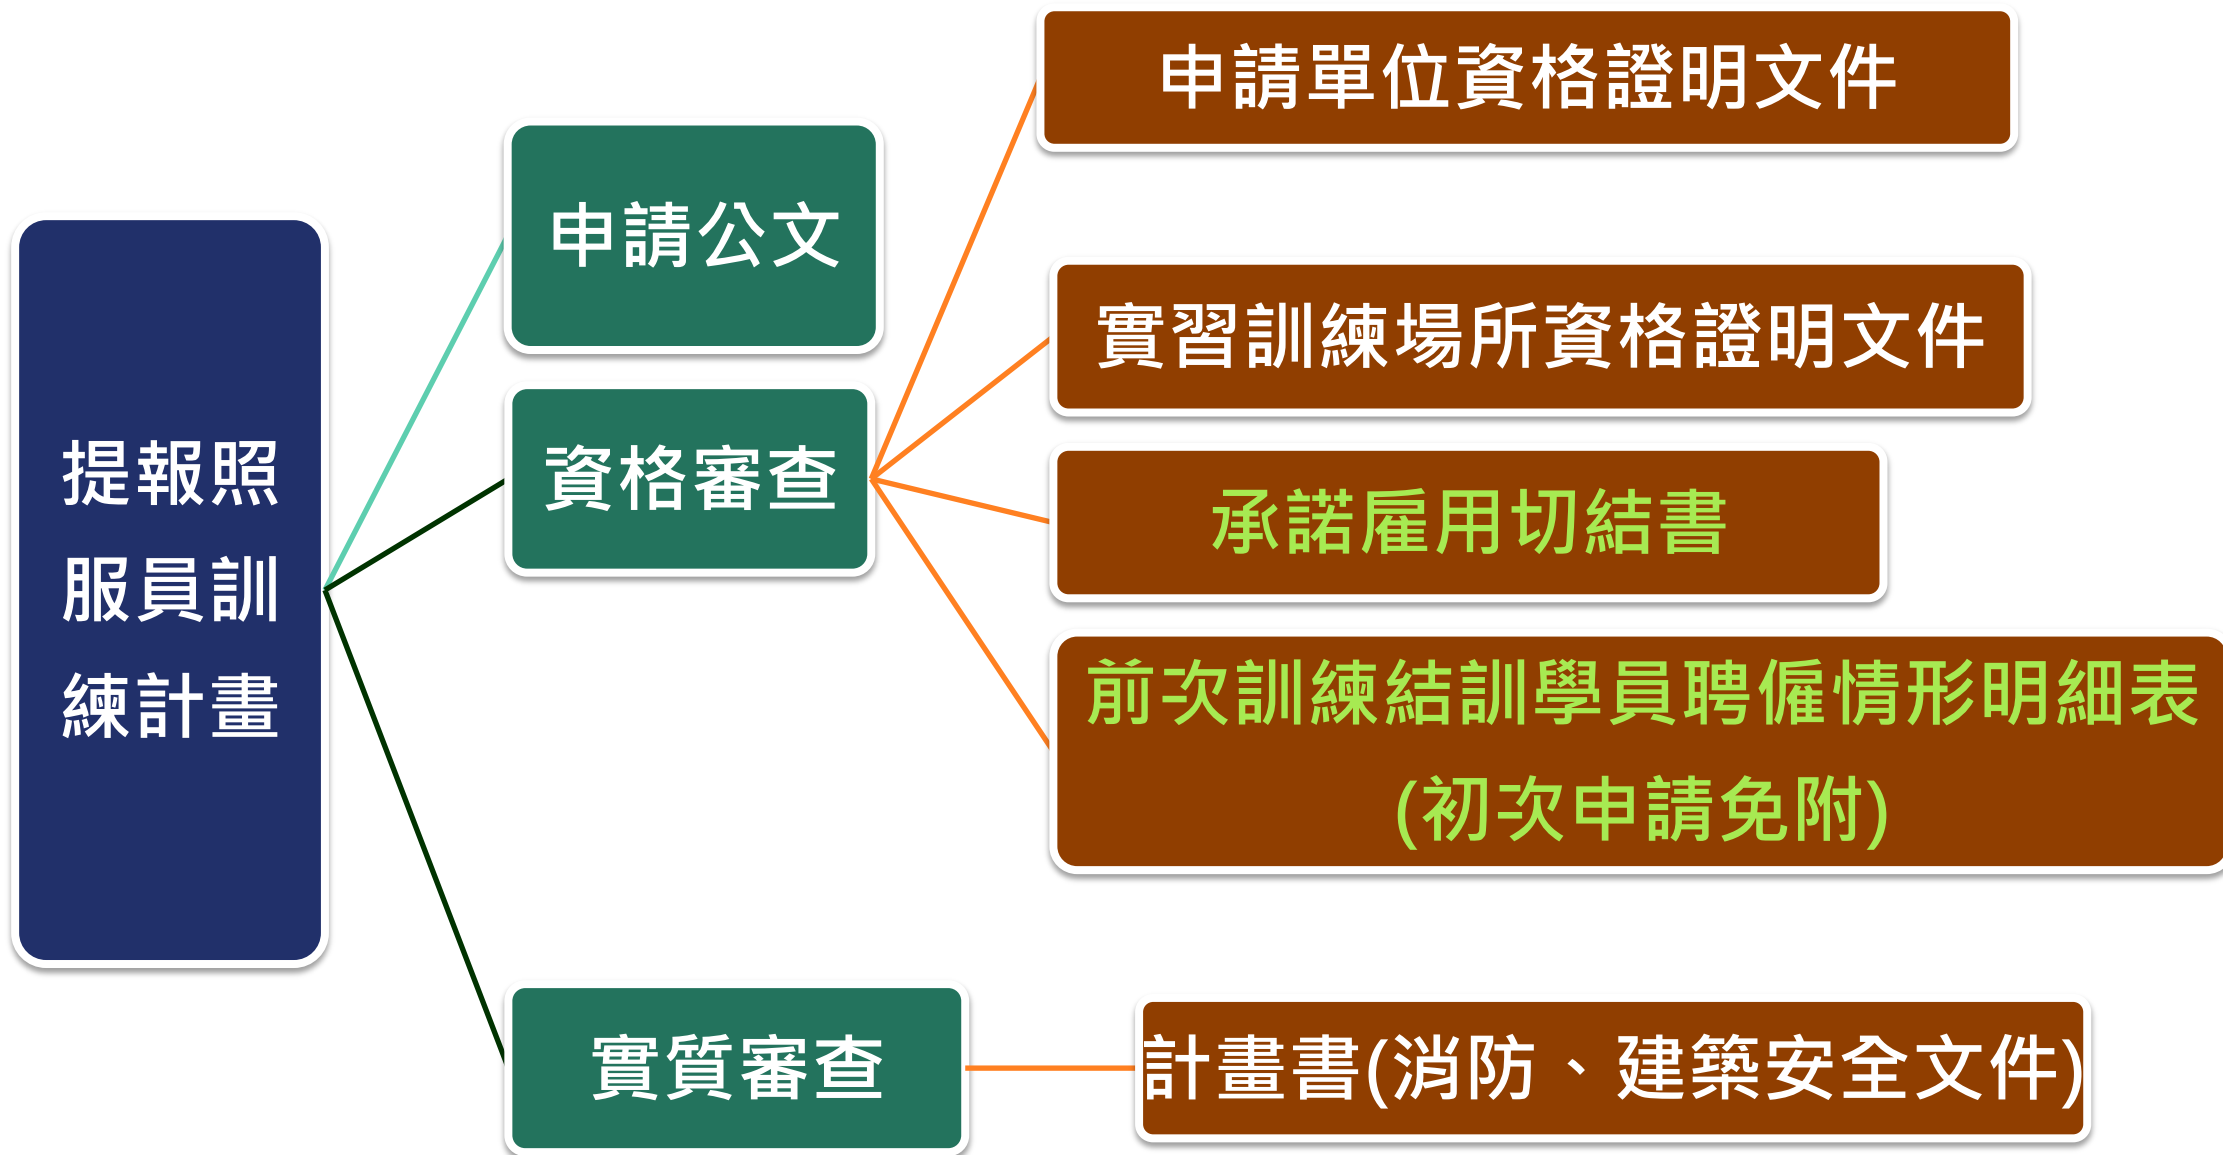 提報照
服員訓
練計畫
申請公文
資格審查
申請單位資格證明文件
實習訓練場所資格證明文件
承諾雇用切結書
前次訓練結訓學員聘僱情形明細表
(初次申請免附)
實質審查
計畫書(消防、建築安全文件)